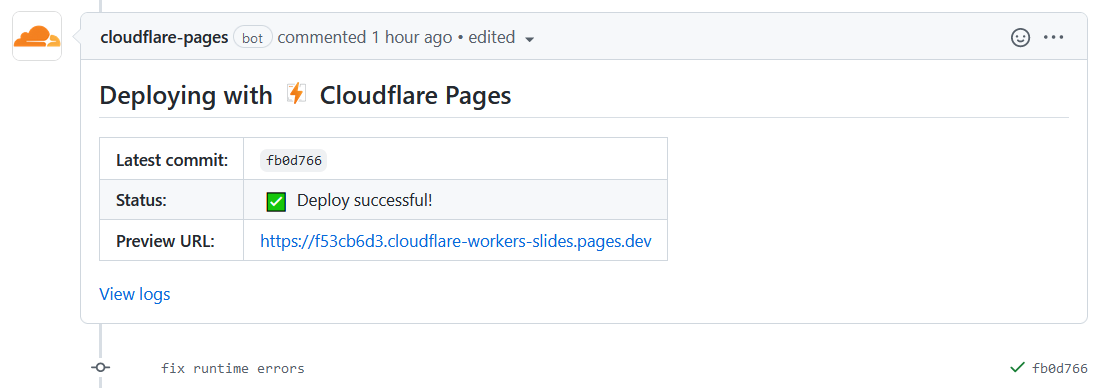 cloudflare-pages bot commented 1 hour ago • edited
Deploying with ⚡ Cloudflare Pages
Latest commit: fb0d766
Status: ✅ Deploy successful!
Preview URL: https://f53cb6d3.cloudflare-workers-slides.pages.dev
View logs
fix runtime errors fb0d766